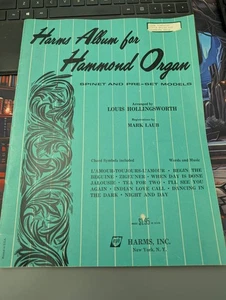 Harms Album for
Hammond Organ
SPINET AND PRE-SET MODELS
Arranged by
LOUIS HOLLINGSWORTH
Registration by
MARK LAUB
Chord Symbols Included
Words and Music
L'AMOUR-TOUJOURS-L'AMOUR • BEGIN THE
BEGUINE • DEEP NIGHT • WHEN DAY IS DONE
JALOUSIE • TEA FOR TWO • I'LL SEE YOU
AGAIN • INDIAN LOVE CALL • DANCING IN
THE DARK • NIGHT AND DAY
HARMS, INC.
New York, N. Y.